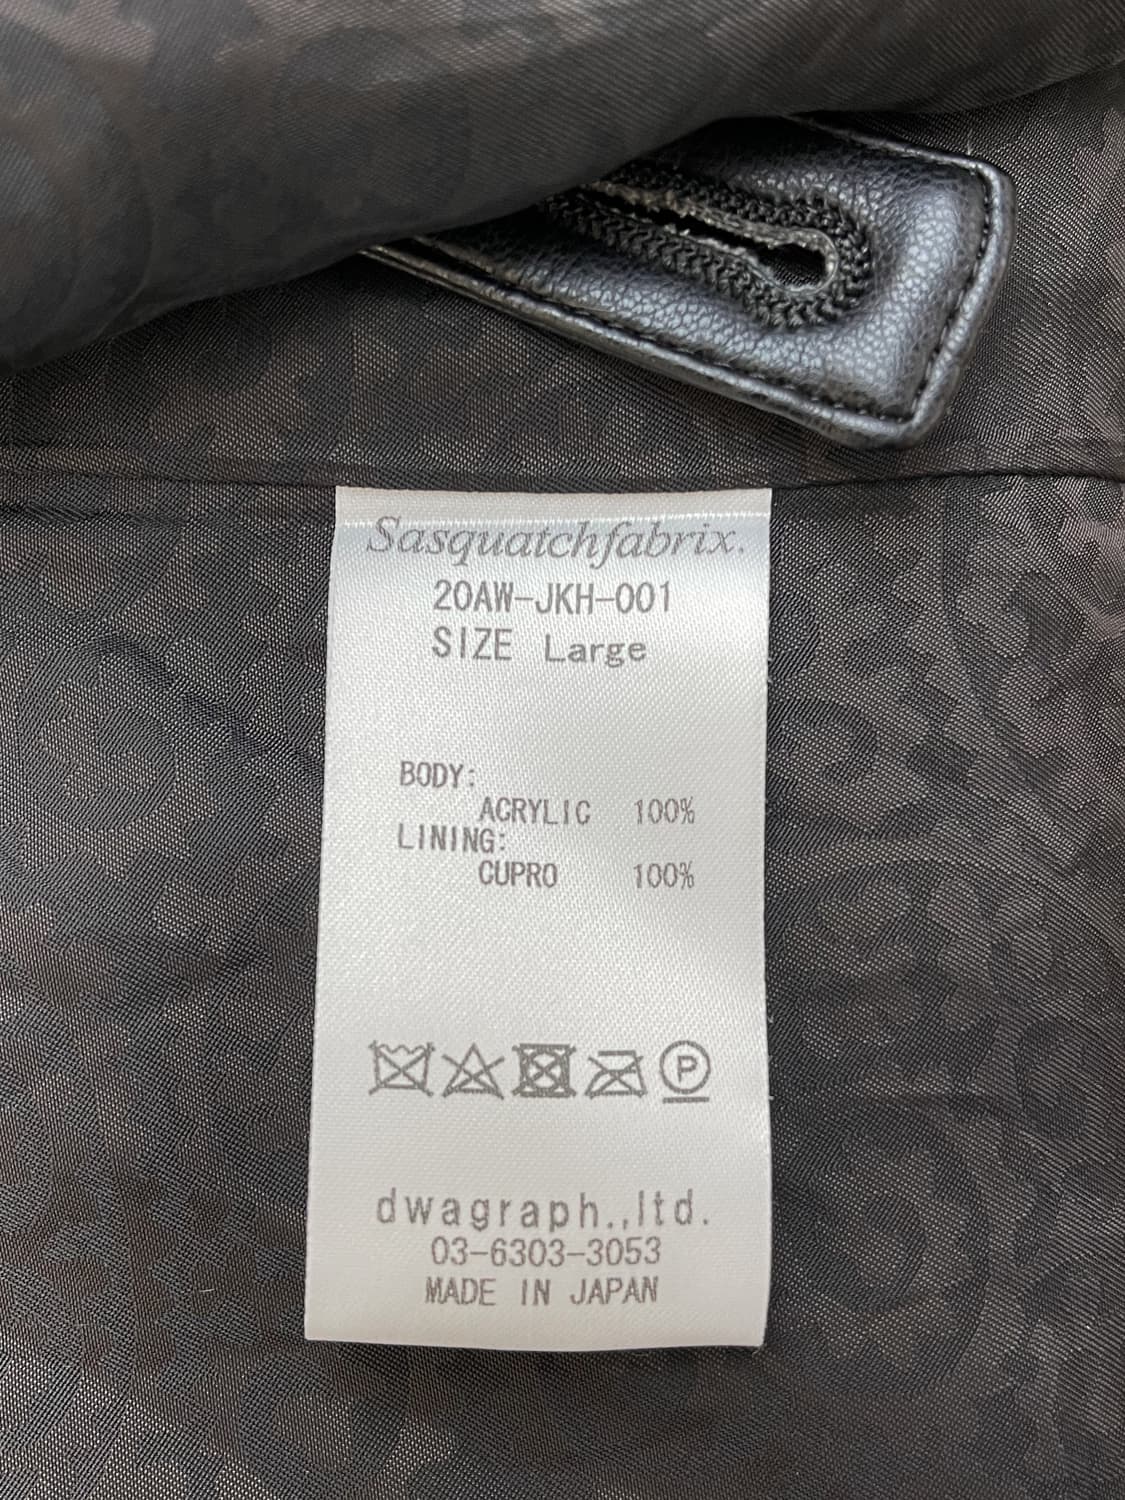 Sasquatchfabrix.
20AW-JKH-001
SIZE Large
BODY:
ACRYLIC 100%
LINING:
CUPRO 100%
P
dwagraph.,ltd.
03-6303-3053
MADE IN JAPAN